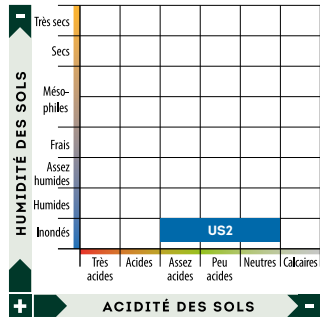 -
HUMIDITÉ DES SOLS
Très secs
Secs
Méso-
philes
Frais
Assez
humides
Humides
Inondés
US2
Très
acides
Acides
Assez
acides
Peu
acides
Neutres
Calcaires
+
ACIDITÉ DES SOLS
-